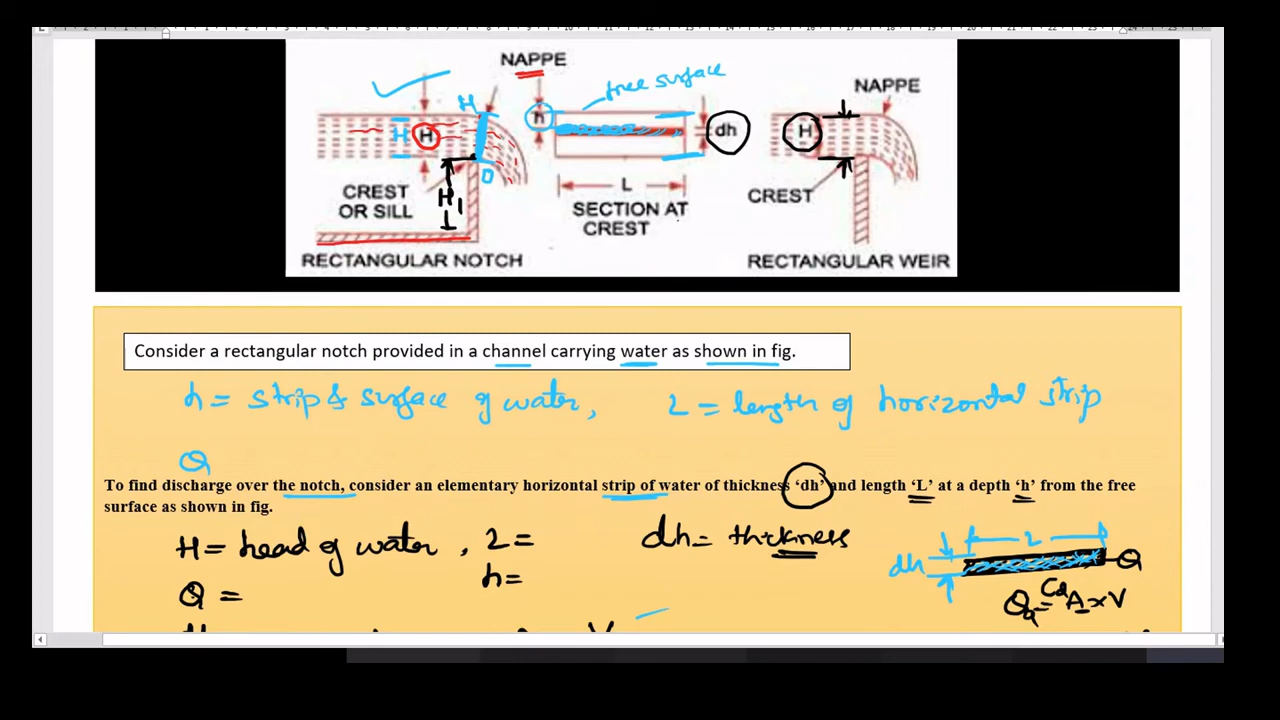 NAPPE
free surface
NAPPE
H
h
H
H
dh
H
O
CREST
OR SILL
H1
L
SECTION AT
CREST
CREST
RECTANGULAR NOTCH
RECTANGULAR WEIR
Consider a rectangular notch provided in a channel carrying water as shown in fig.
h = strip & surface of water, L = length of horizontal strip
Q
To find discharge over the notch, consider an elementary horizontal strip of water of thickness ‘dh’ and length ‘L’ at a depth ‘h’ from the free
surface as shown in fig.
H = head of water, L = dh = thickness
h =
L
dh
Q
Q =
Qa = Cd A × V